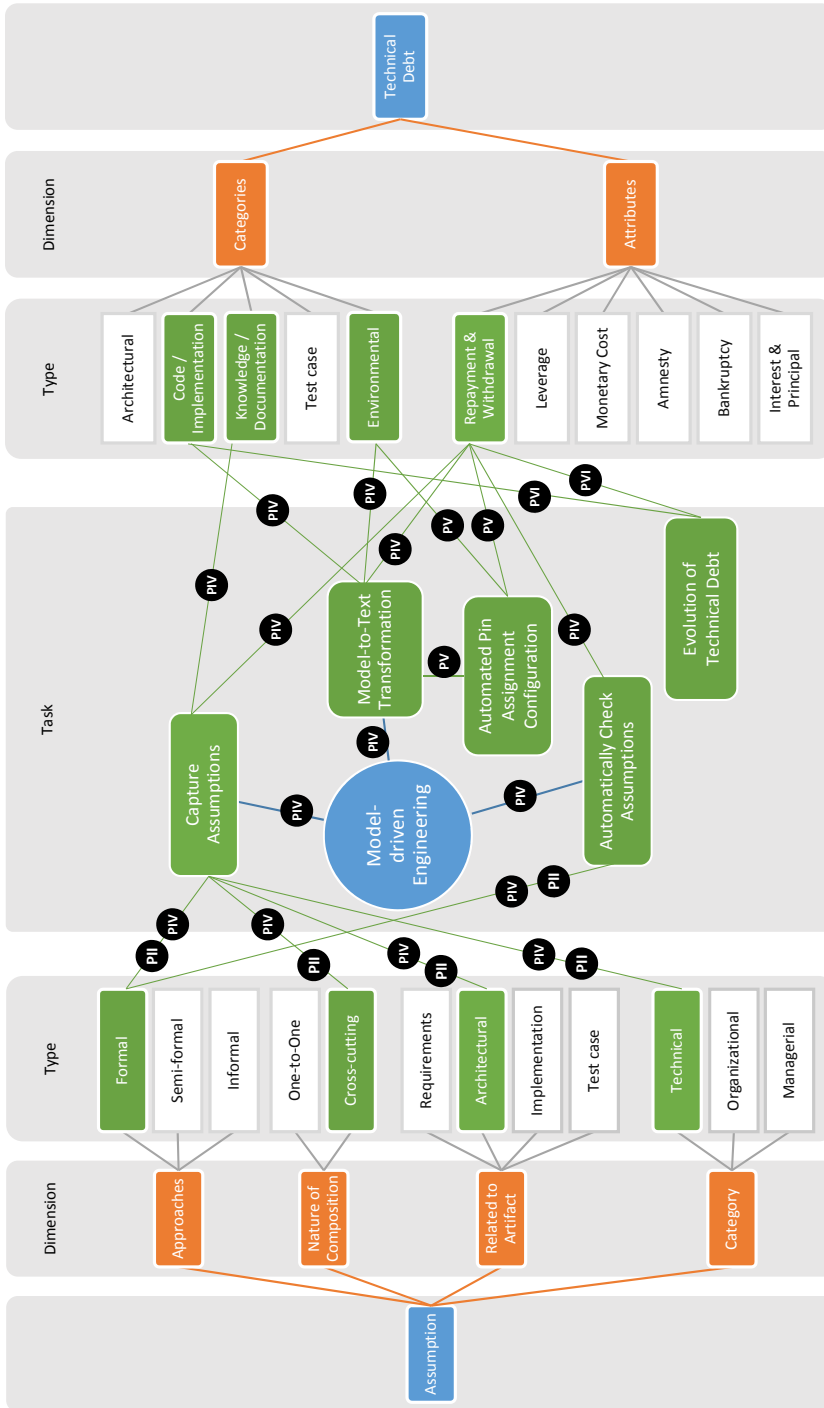 Assumption
Dimension
Approaches
Nature of
Composition
Related to
Artifact
Category
Type
Formal
Semi-formal
Informal
One-to-One
Cross-cutting
Requirements
Architectural
Implementation
Test case
Technical
Organizational
Managerial
PII
PIV
PIV
PII
PIV
PII
PIV
PII
PIV
PII
Task
Capture
Assumptions
PIV
Model-
driven
Engineering
PIV
PIV
Model-to-Text
Transformation
PV
Automated Pin
Assignment
Configuration
Automatically Check
Assumptions
Evolution of
Technical Debt
PIV
PIV
PIV
PIV
PIV
PV
PV
PIV
PVI
PVI
Type
Architectural
Code /
Implementation
Knowledge /
Documentation
Test case
Environmental
Repayment &
Withdrawal
Leverage
Monetary Cost
Amnesty
Bankruptcy
Interest &
Principal
Dimension
Categories
Attributes
Technical
Debt